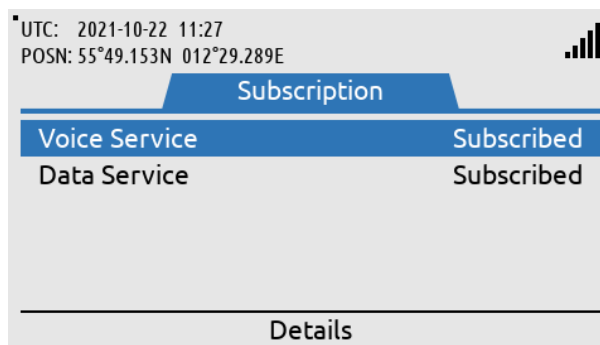 UTC: 2021-10-22 11:27
POSN: 55°49.153N 012°29.289E
Subscription
Voice Service Subscribed
Data Service Subscribed
Details